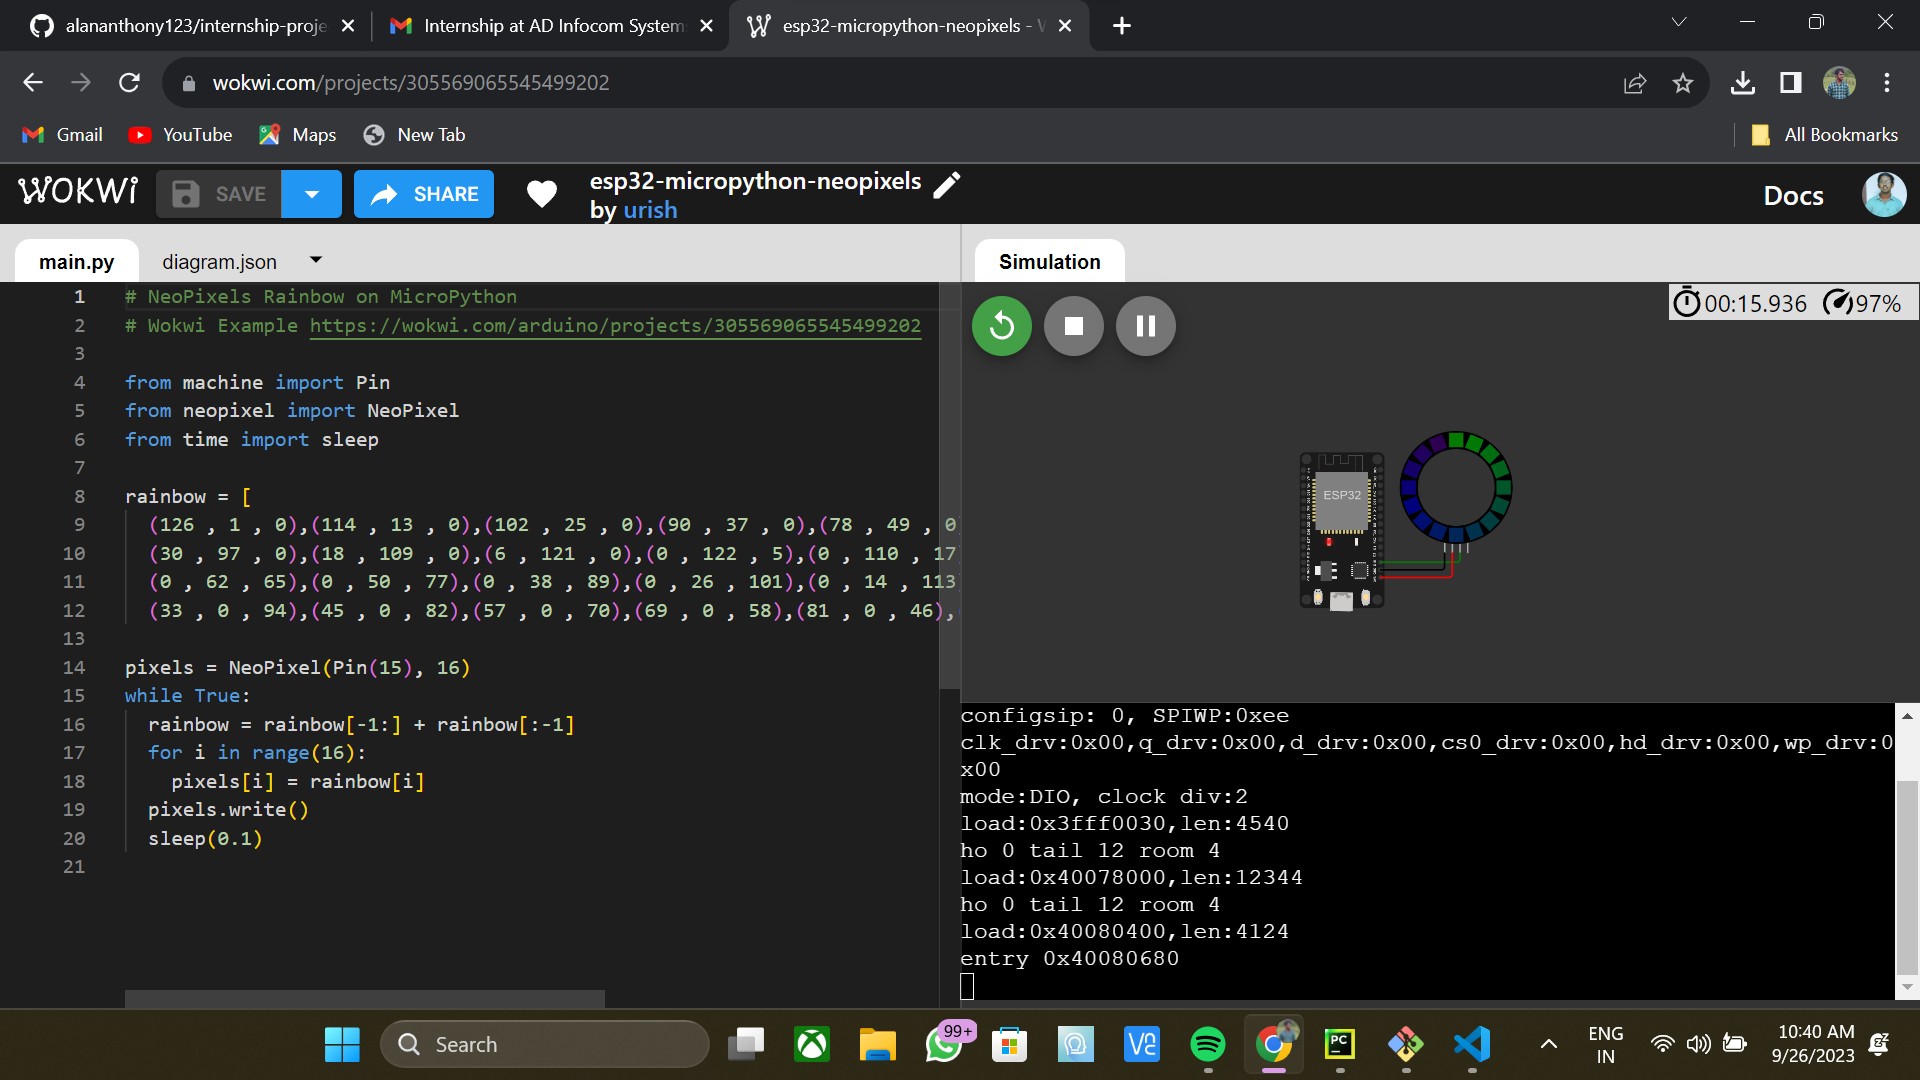 alananthony123/internship-proje
Internship at AD Infocom System
esp32-micropython-neopixels - W
wokwi.com/projects/305569065545499202
Gmail
YouTube
Maps
New Tab
All Bookmarks
WOKWi
SAVE
SHARE
esp32-micropython-neopixels
by urish
Docs
main.py
diagram.json
1 # NeoPixels Rainbow on MicroPython
2 # Wokwi Example https://wokwi.com/arduino/projects/305569065545499202
3
4 from machine import Pin
5 from neopixel import NeoPixel
6 from time import sleep
7
8 rainbow = [
9 (126 , 1 , 0),(114 , 13 , 0),(102 , 25 , 0),(90 , 37 , 0),(78 , 49 , 0)
10 (30 , 97 , 0),(18 , 109 , 0),(6 , 121 , 0),(0 , 122 , 5),(0 , 110 , 17
11 (0 , 62 , 65),(0 , 50 , 77),(0 , 38 , 89),(0 , 26 , 101),(0 , 14 , 113
12 (33 , 0 , 94),(45 , 0 , 82),(57 , 0 , 70),(69 , 0 , 58),(81 , 0 , 46),
13
14 pixels = NeoPixel(Pin(15), 16)
15 while True:
16 rainbow = rainbow[-1:] + rainbow[:-1]
17 for i in range(16):
18 pixels[i] = rainbow[i]
19 pixels.write()
20 sleep(0.1)
21
Simulation
00:15.936 97%
ESP32
configsip: 0, SPIWP:0xee
clk_drv:0x00,q_drv:0x00,d_drv:0x00,cs0_drv:0x00,hd_drv:0x00,wp_drv:0
x00
mode:DIO, clock div:2
load:0x3fff0030,len:4540
ho 0 tail 12 room 4
load:0x40078000,len:12344
ho 0 tail 12 room 4
load:0x40080400,len:4124
entry 0x40080680
Search
99+
PC
ENG
IN
10:40 AM
9/26/2023